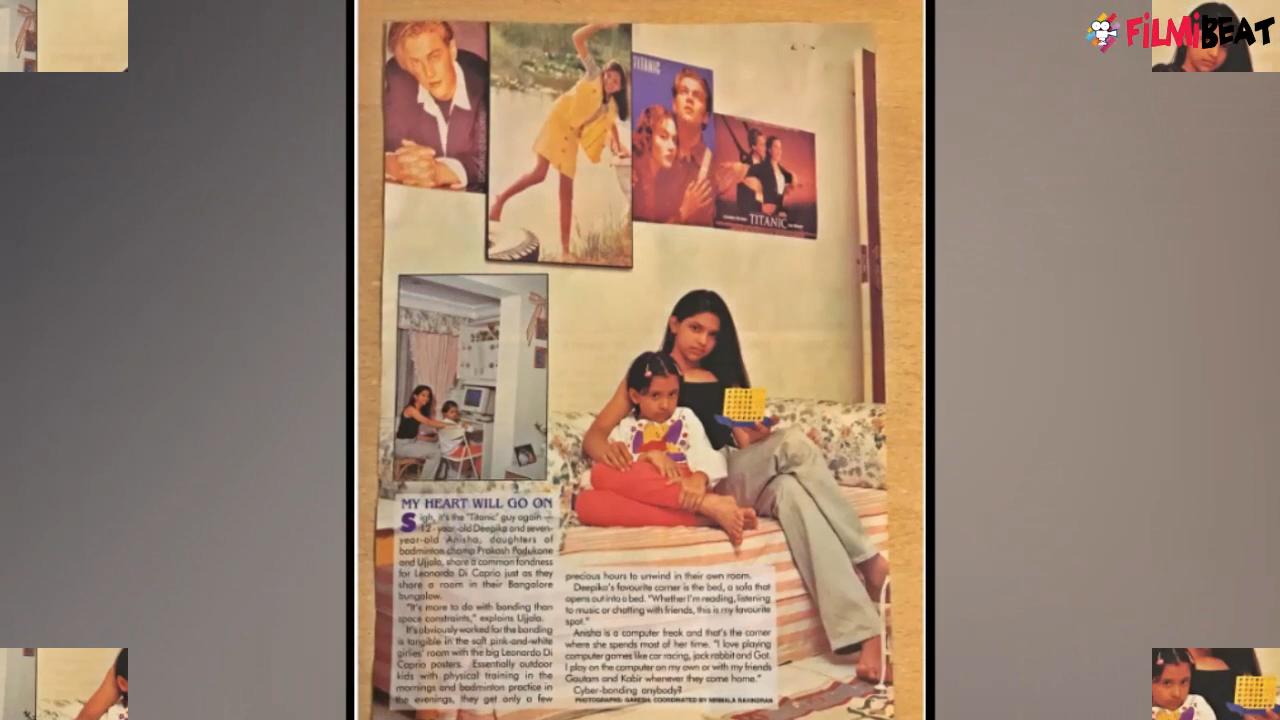 FILMIBEAT
TITANIC
TITANIC
MY HEART WILL GO ON
Sigh, it's the "Titanic" guy again —
12-year-old Deepika and seven-
year-old Anisha, daughters of
badminton champ Prakash Padukone
and Ujjala, share a common fondness
for Leonardo Di Caprio just as they
share a room in their Bangalore
bungalow.
"It's more to do with bonding than
space constraints," explains Ujjala.
It's obviously worked for the bonding
is tangible in the soft pink-and-white
girlies' room with the big Leonardo Di
Caprio posters. Essentially outdoor
kids with physical training in the
mornings and badminton practice in
the evenings, they get only a few
precious hours to unwind in their own room.
Deepika's favourite corner is the bed, a sofa that
opens out into a bed. "Whether I'm reading, listening
to music or chatting with friends, this is my favourite
spot."
Anisha is a computer freak and that's the corner
where she spends most of her time. "I love playing
computer games like car racing, jack rabbit and Got.
I play on the computer on my own or with my friends
Gautam and Kabir whenever they come home."
Cyber-bonding anybody?
PHOTOGRAPHS: GANESH; COORDINATED BY NIRMALA RAVINDRAN